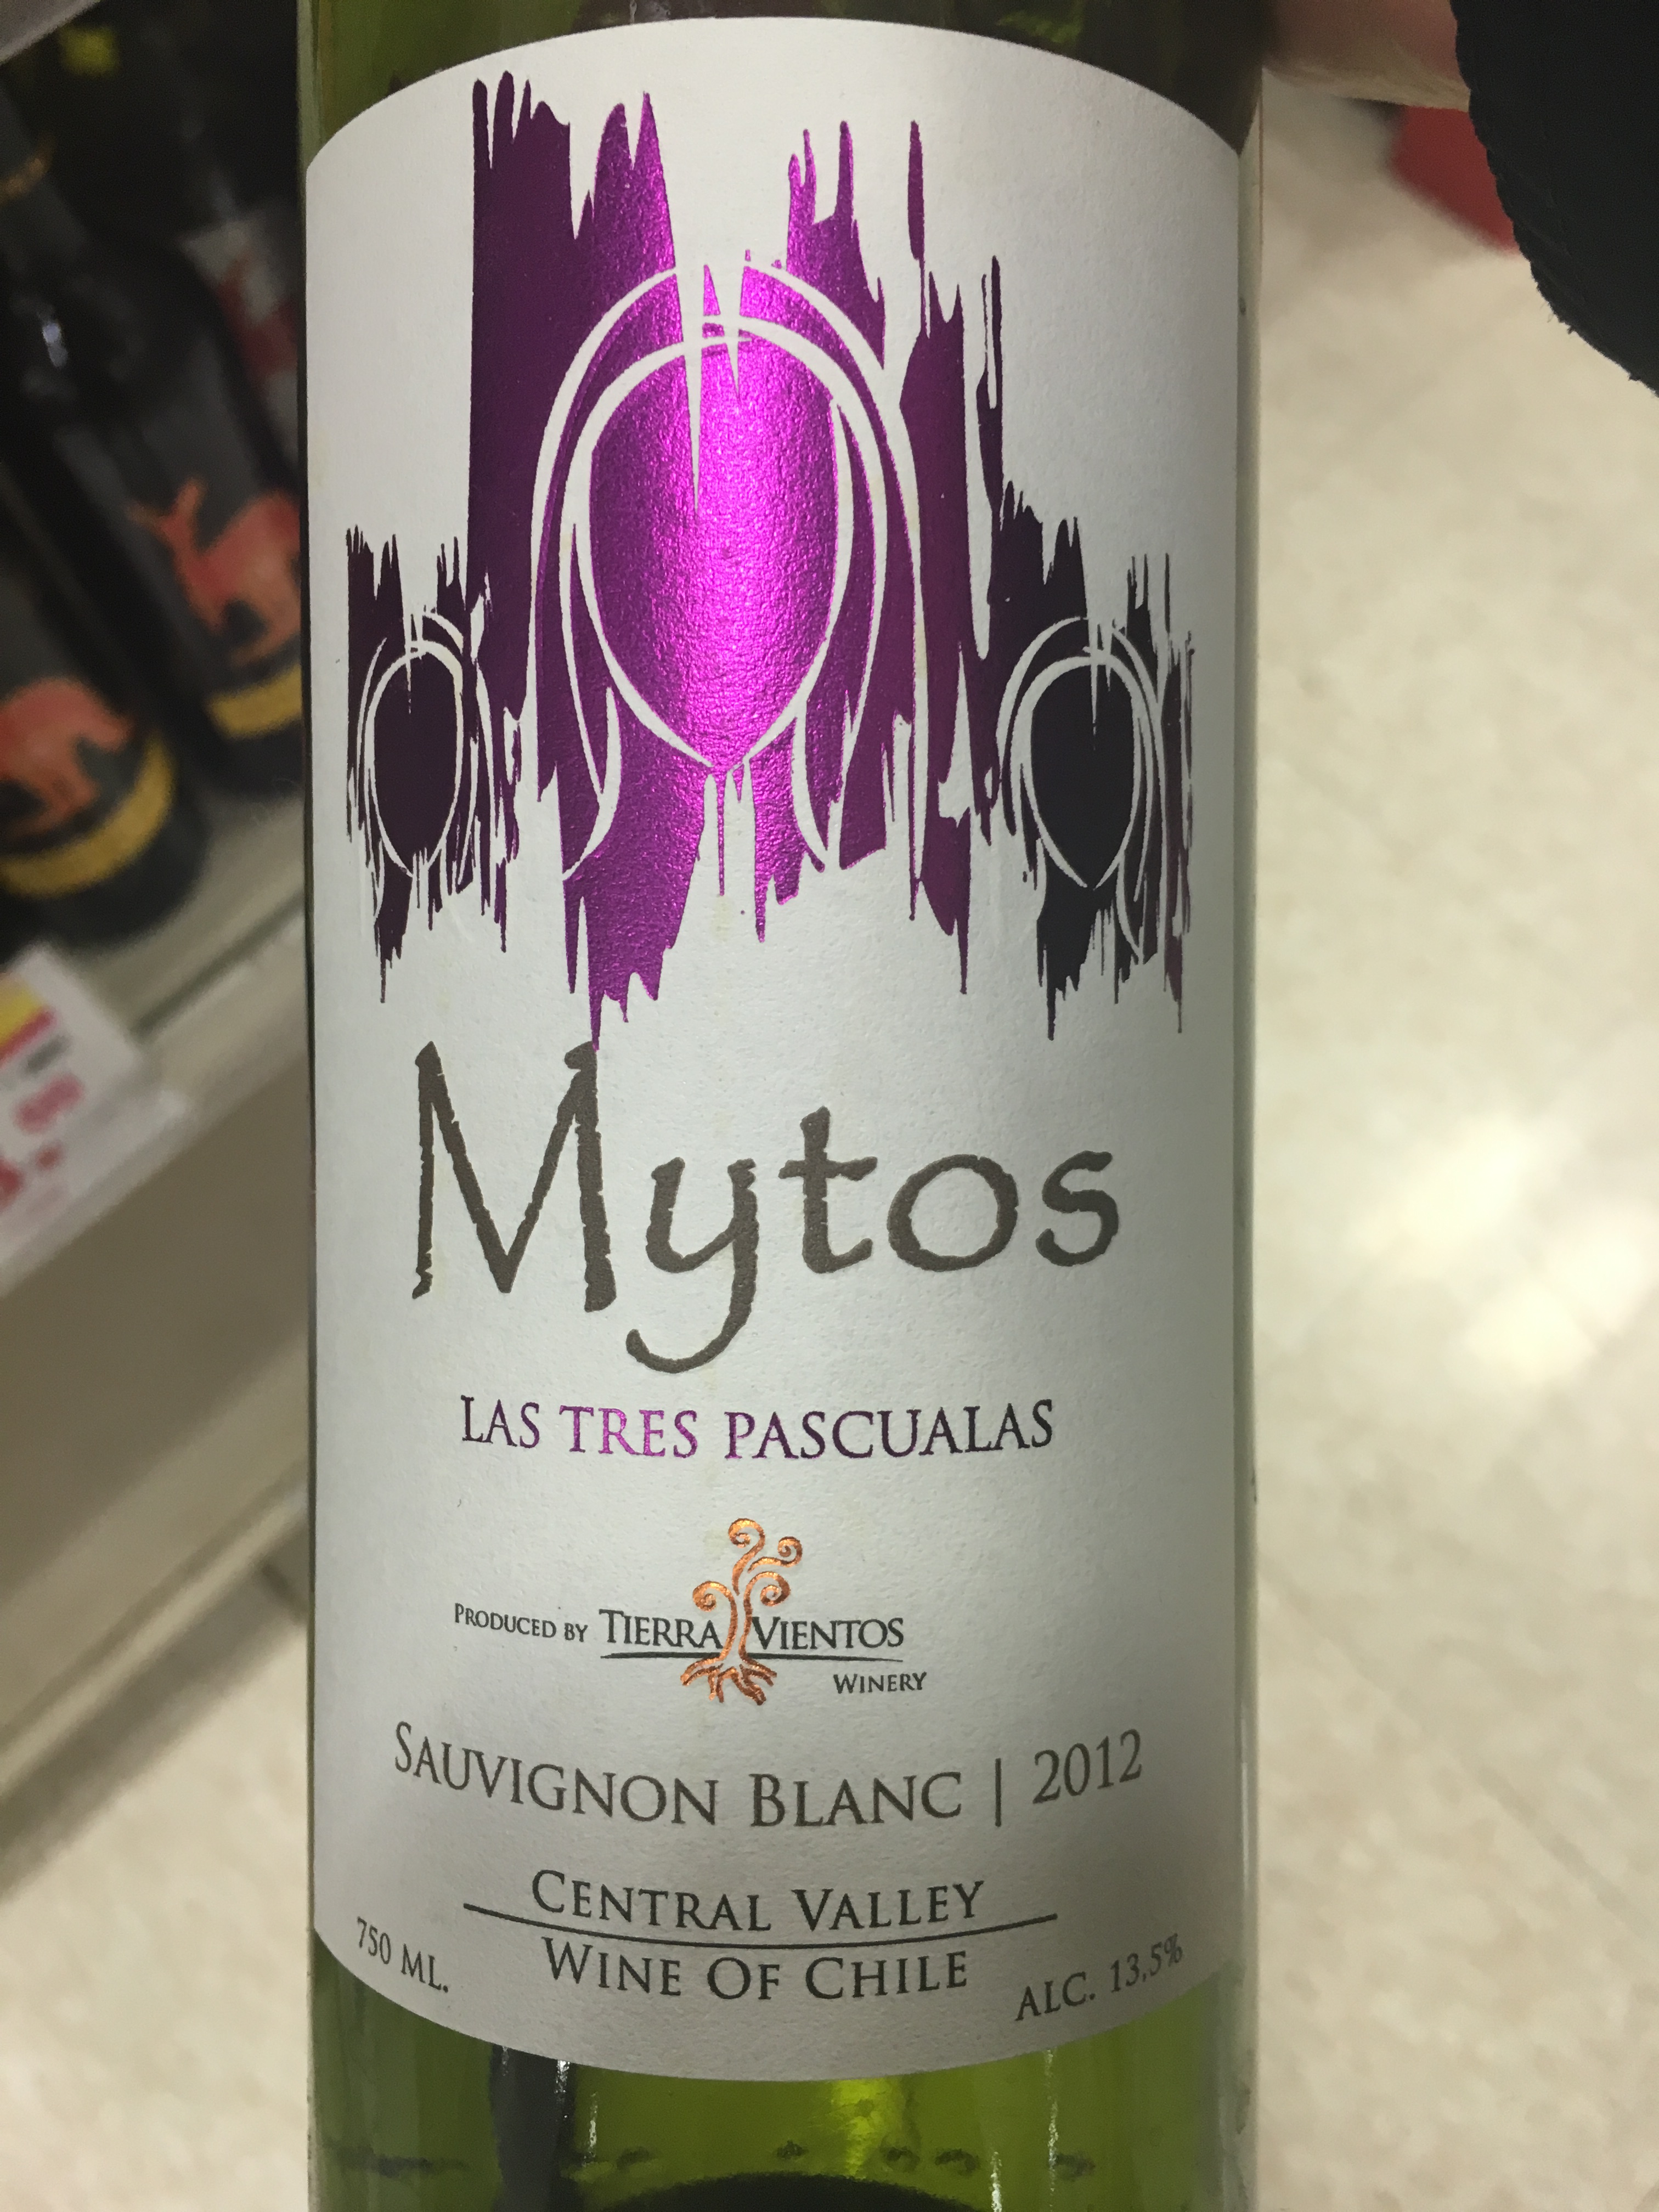 Mytos
LAS TRES PASCUALAS
PRODUCED BY TIERRA VIENTOS
WINERY
SAUVIGNON BLANC | 2012
CENTRAL VALLEY
WINE OF CHILE
750 ML.
ALC. 13,5%